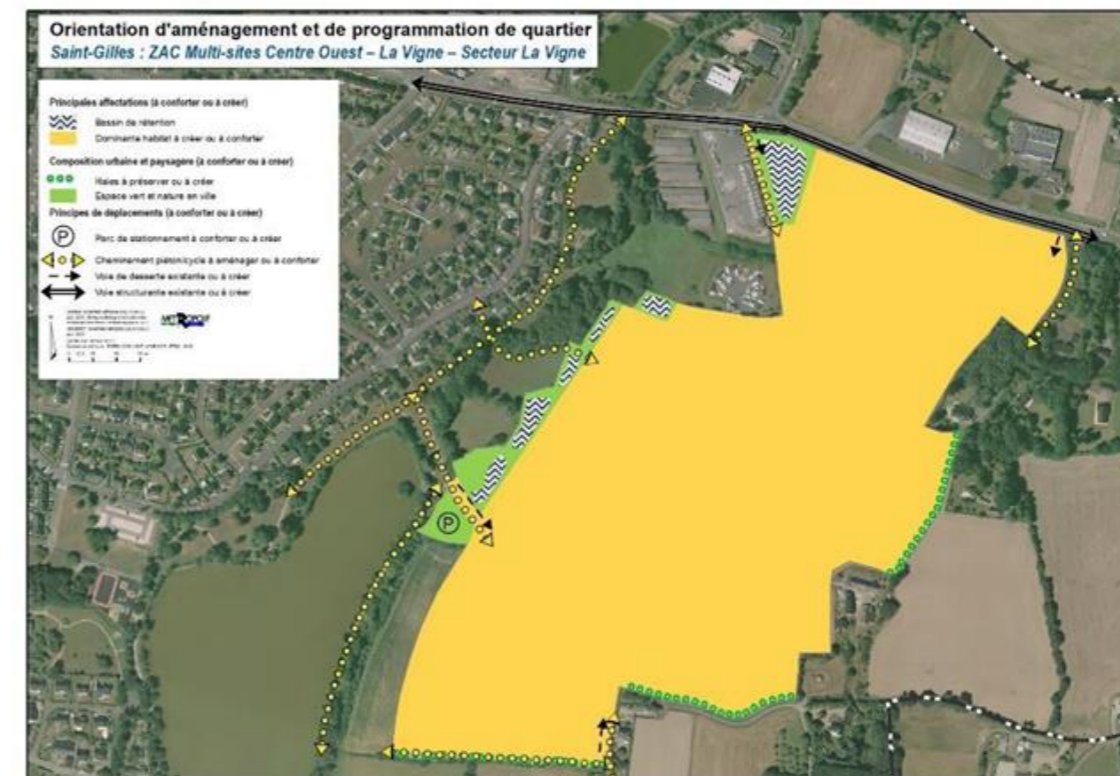 Orientation d'aménagement et de programmation de quartier
Saint-Gilles : ZAC Multi-sites Centre Ouest – La Vigne – Secteur La Vigne
Principales affectations (à conforter ou à créer)
Bassin de rétention
Dominante habitat à créer ou à conforter
Composition urbaine et paysagère (à conforter ou à créer)
Haies à préserver ou à créer
Espace vert et nature en ville
Principes de déplacements (à conforter ou à créer)
P Parc de stationnement à conforter ou à créer
Cheminement piéton/cycle à aménager ou à conforter
Voie de desserte existante ou à créer
Voie structurante existante ou à créer
METROPOLE
P